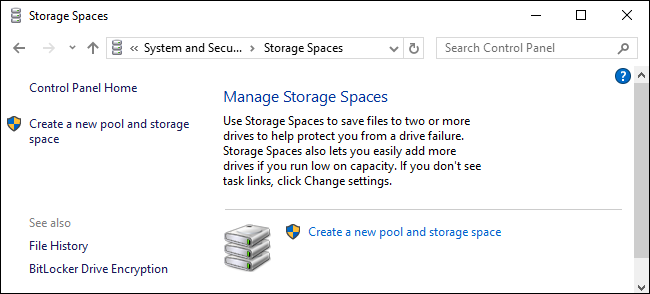 Storage Spaces
« System and Secu... › Storage Spaces
Search Control Panel
?
Control Panel Home
Create a new pool and storage
space
See also
File History
BitLocker Drive Encryption
Manage Storage Spaces
Use Storage Spaces to save files to two or more
drives to help protect you from a drive failure.
Storage Spaces also lets you easily add more
drives if you run low on capacity. If you don't see
task links, click Change settings.
Create a new pool and storage space